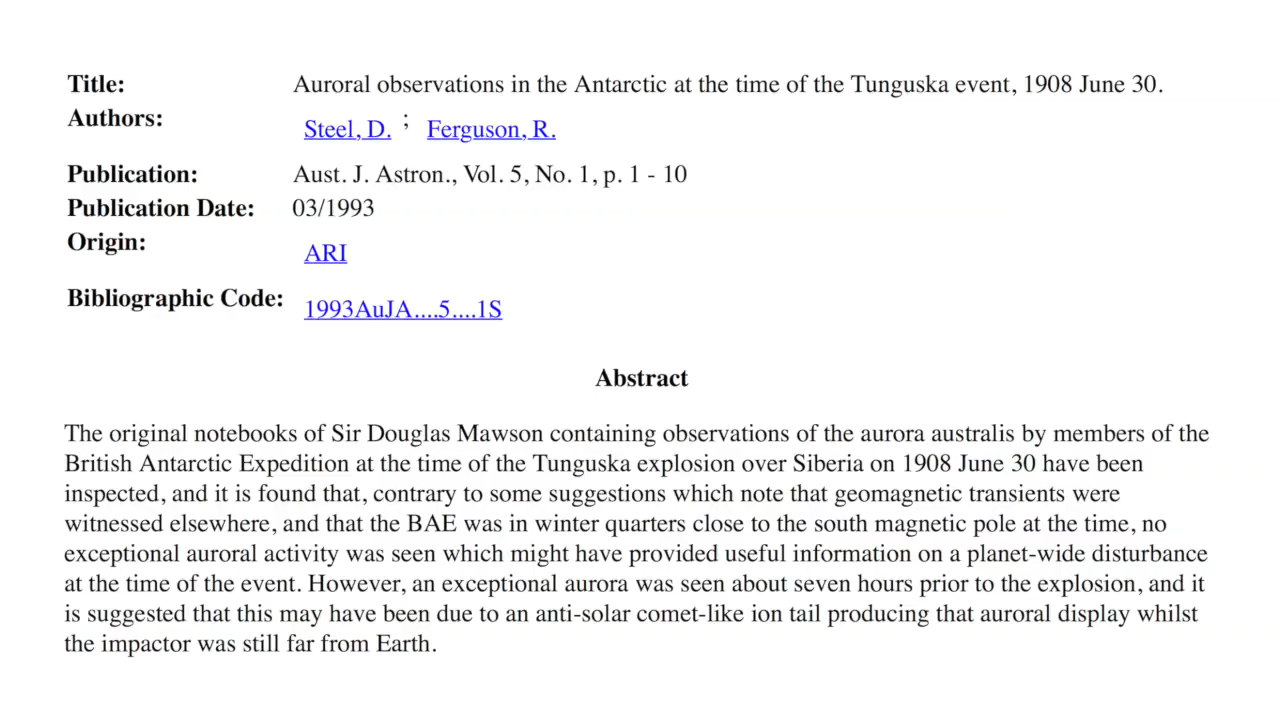 Title: Auroral observations in the Antarctic at the time of the Tunguska event, 1908 June 30.
Authors: Steel, D. ; Ferguson, R.
Publication: Aust. J. Astron., Vol. 5, No. 1, p. 1 - 10
Publication Date: 03/1993
Origin: ARI
Bibliographic Code: 1993AuJA....5....1S
Abstract
The original notebooks of Sir Douglas Mawson containing observations of the aurora australis by members of the
British Antarctic Expedition at the time of the Tunguska explosion over Siberia on 1908 June 30 have been
inspected, and it is found that, contrary to some suggestions which note that geomagnetic transients were
witnessed elsewhere, and that the BAE was in winter quarters close to the south magnetic pole at the time, no
exceptional auroral activity was seen which might have provided useful information on a planet-wide disturbance
at the time of the event. However, an exceptional aurora was seen about seven hours prior to the explosion, and it
is suggested that this may have been due to an anti-solar comet-like ion tail producing that auroral display whilst
the impactor was still far from Earth.